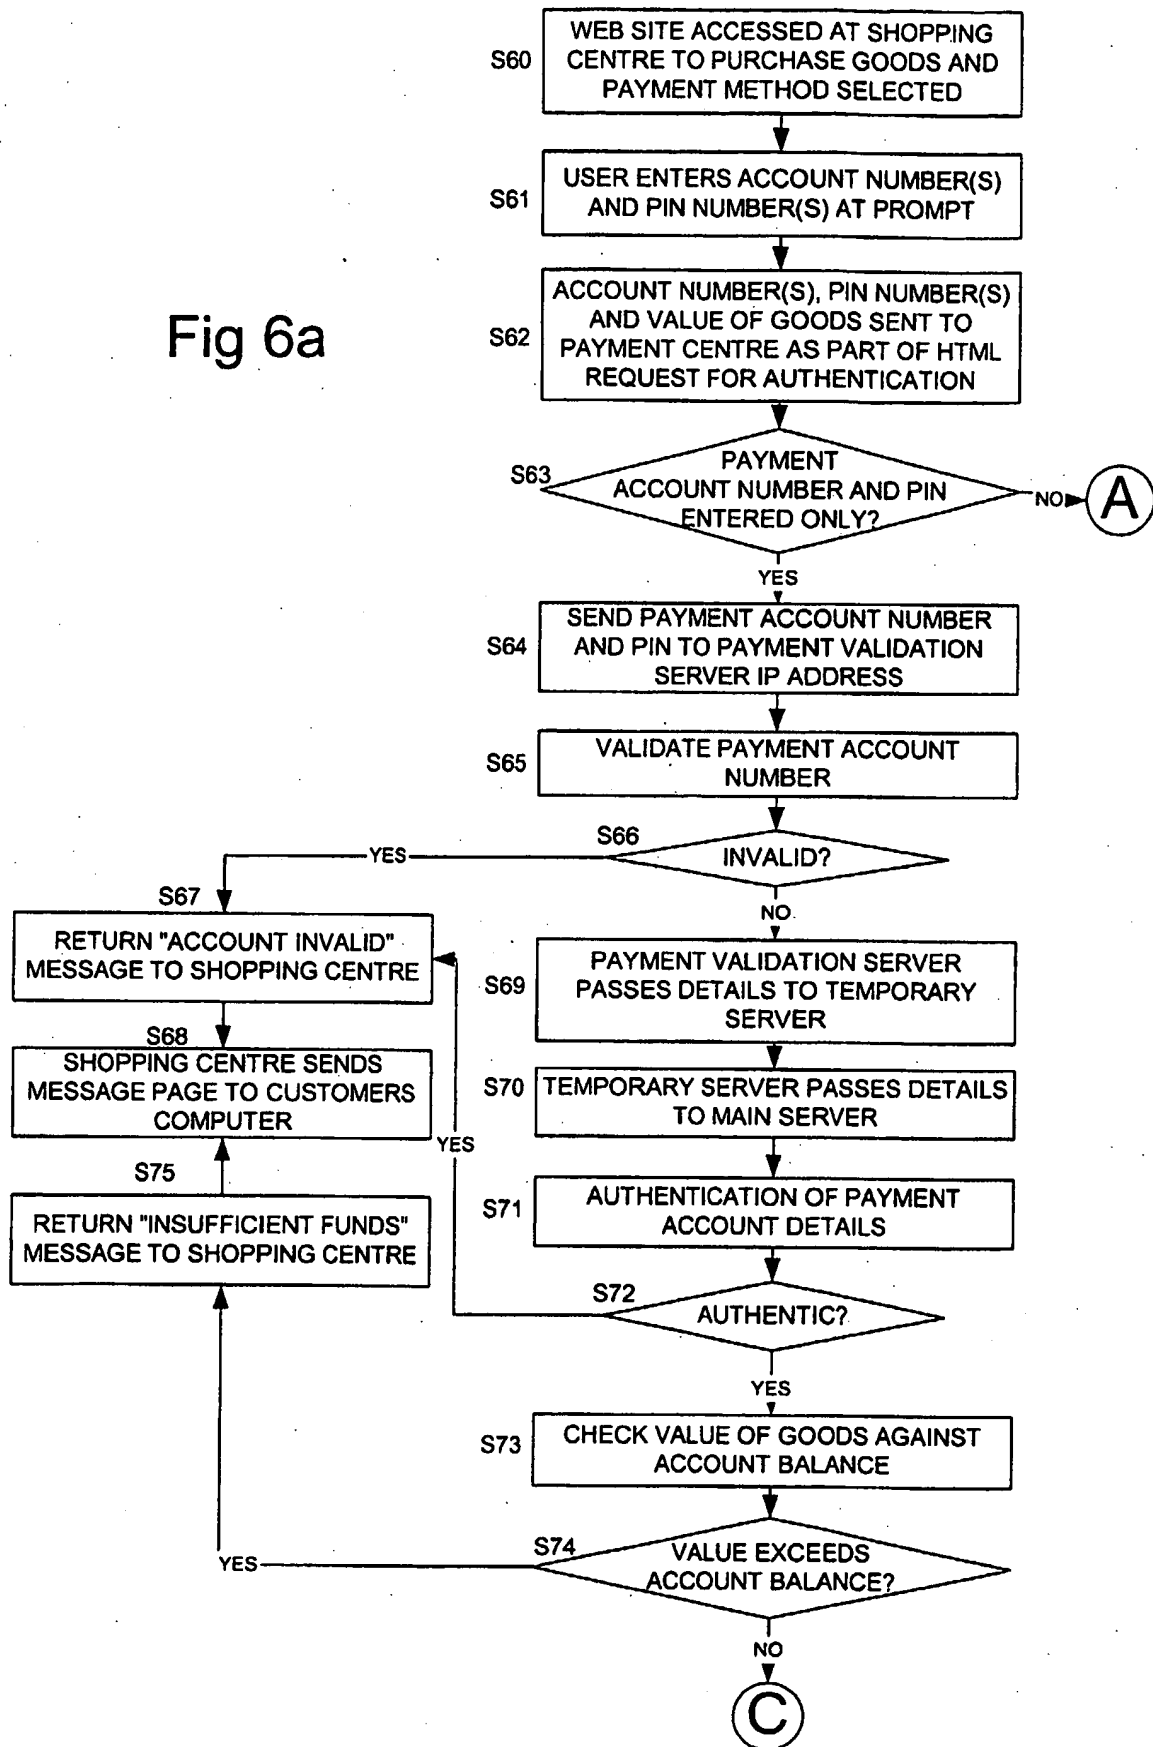 WEB SITE ACCESSED AT SHOPPING
S60
CENTRE TO PURCHASE GOODS AND
PAYMENT METHOD SELECTED
USER ENTERS ACCOUNT NUMBER(S)
S61
AND PIN NUMBER(S) AT PROMPT
Fig 6a
ACCOUNT NUMBER(S), PIN NUMBER(S)
AND VALUE OF GOODS SENT TO
S62
PAYMENT CENTRE AS PART OF HTML
REQUEST FOR AUTHENTICATION
S63
PAYMENT
ACCOUNT NUMBER AND PIN
ENTERED ONLY?
NO
A
YES
SEND PAYMENT ACCOUNT NUMBER
S64
AND PIN TO PAYMENT VALIDATION
SERVER IP ADDRESS
S65
VALIDATE PAYMENT ACCOUNT
NUMBER
S66
INVALID?
YES
NO
S67
RETURN "ACCOUNT INVALID"
MESSAGE TO SHOPPING CENTRE
S69
PAYMENT VALIDATION SERVER
PASSES DETAILS TO TEMPORARY
SERVER
S68
SHOPPING CENTRE SENDS
MESSAGE PAGE TO CUSTOMERS
COMPUTER
S70
TEMPORARY SERVER PASSES DETAILS
TO MAIN SERVER
YES
S75
RETURN "INSUFFICIENT FUNDS"
MESSAGE TO SHOPPING CENTRE
S71
AUTHENTICATION OF PAYMENT
ACCOUNT DETAILS
S72
AUTHENTIC?
YES
S73
CHECK VALUE OF GOODS AGAINST
ACCOUNT BALANCE
S74
VALUE EXCEEDS
ACCOUNT BALANCE?
YES
NO
C